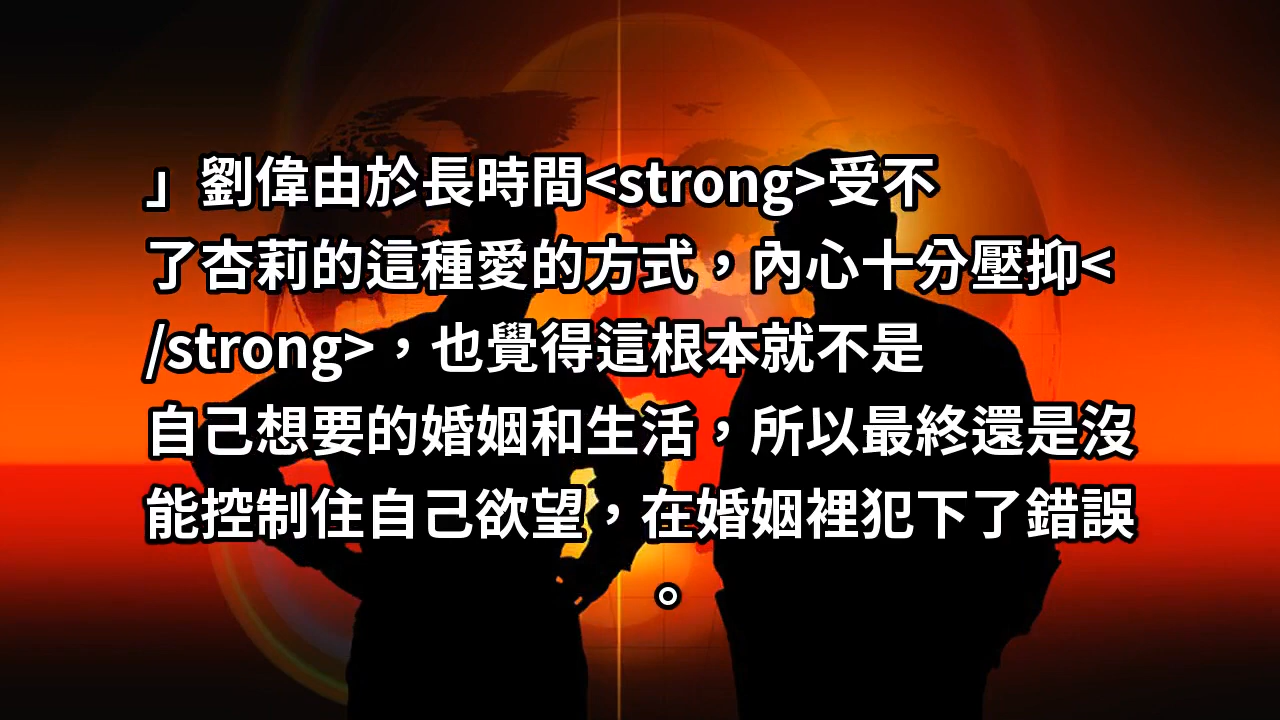 」劉偉由於長時間<strong>受不
了杏莉的這種愛的方式，內心十分壓抑<
/strong>，也覺得這根本就不是
自己想要的婚姻和生活，所以最終還是沒
能控制住自己欲望，在婚姻裡犯下了錯誤
。